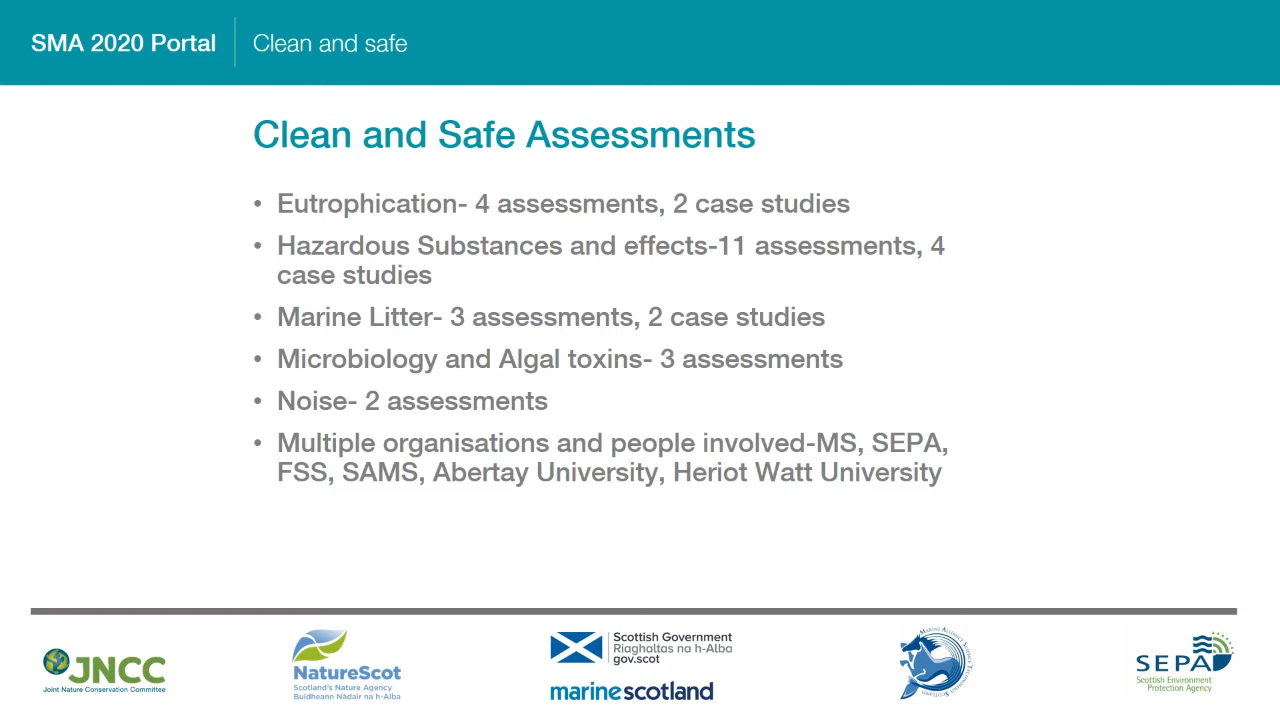 SMA 2020 Portal
Clean and safe
Clean and Safe Assessments
• Eutrophication- 4 assessments, 2 case studies
• Hazardous Substances and effects-11 assessments, 4
case studies
• Marine Litter- 3 assessments, 2 case studies
• Microbiology and Algal toxins- 3 assessments
• Noise- 2 assessments
• Multiple organisations and people involved-MS, SEPA,
FSS, SAMS, Abertay University, Heriot Watt University
JNCC
Joint Nature Conservation Committee
NatureScot
Scotland's Nature Agency
Buidheann Nàdair na h-Alba
Scottish Government
Riaghaltas na h-Alba
gov.scot
marinescotland
Marine Alliance Science Technology Scotland
SEPA
Scottish Environment
Protection Agency